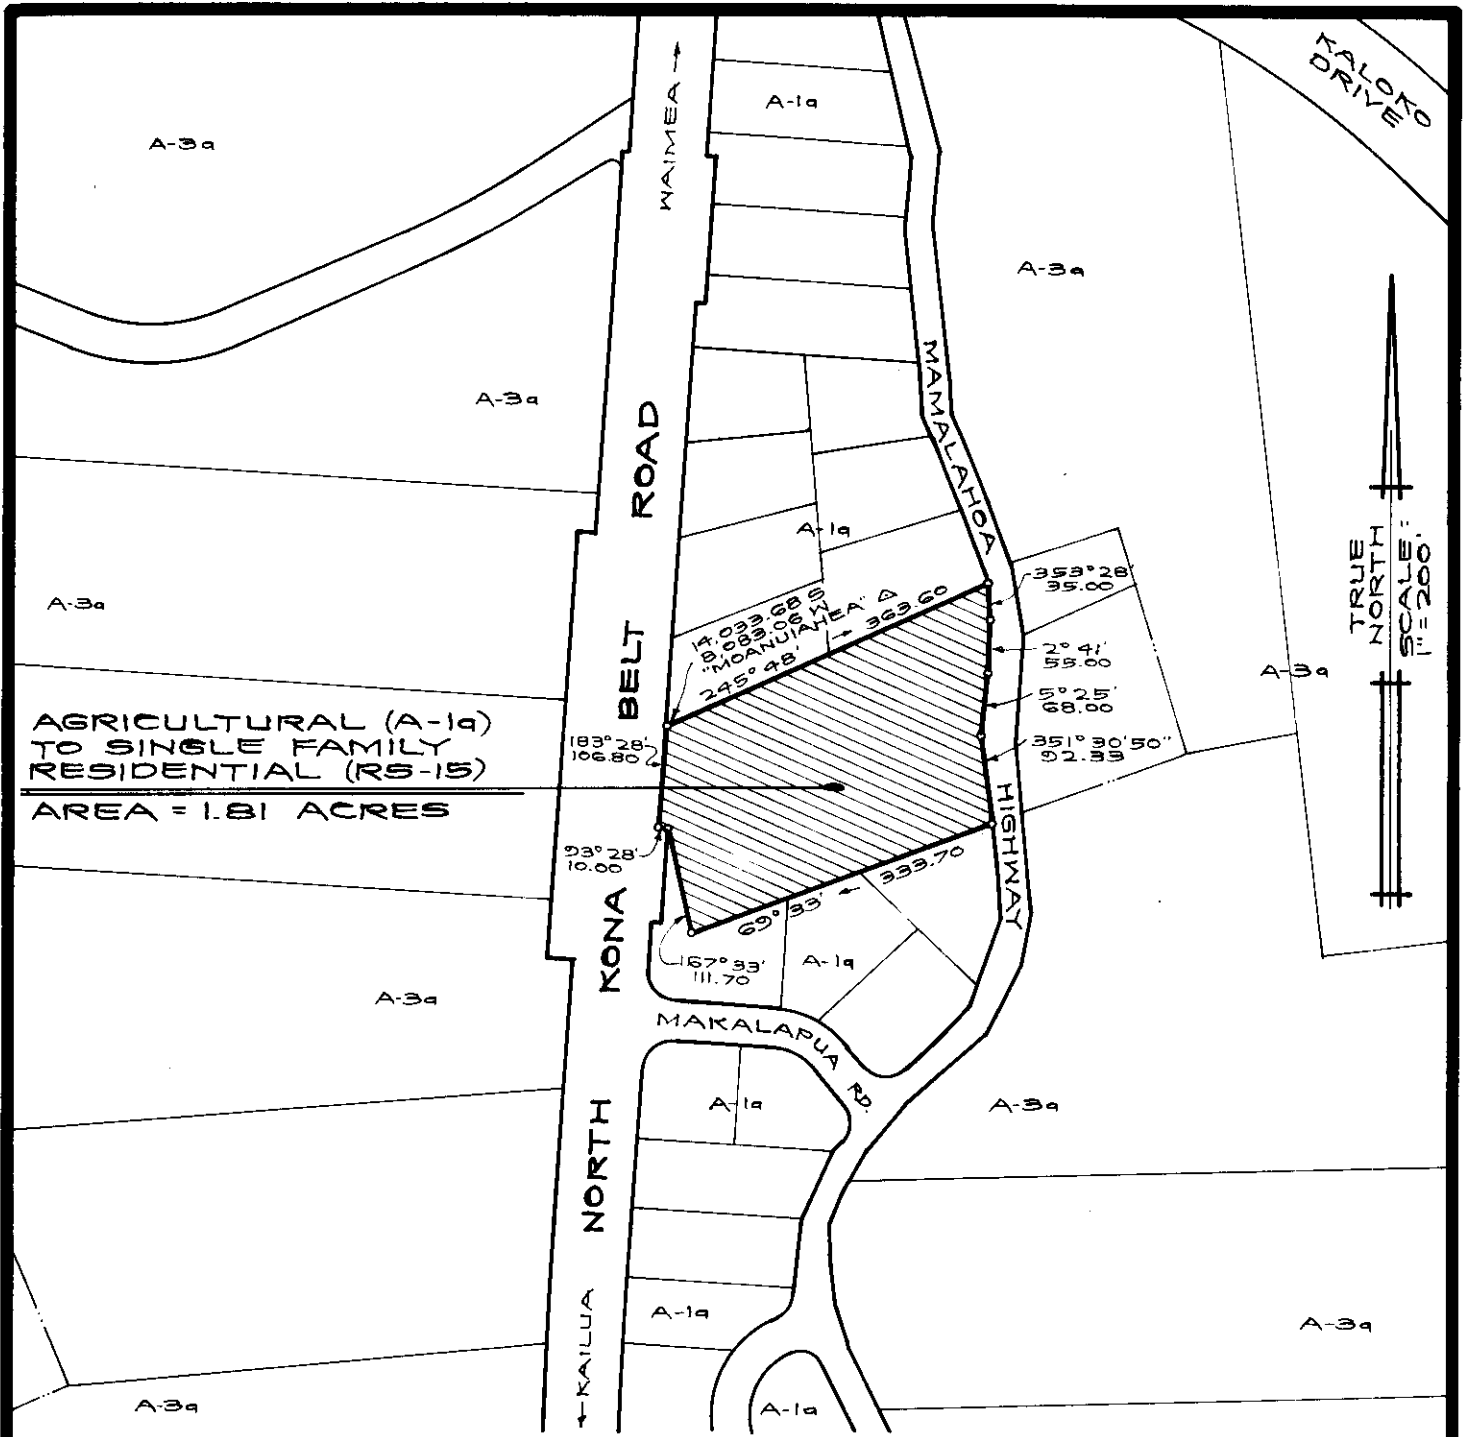 KALOKO
DRIVE
A-1a
A-3a
WAIMEA →
A-3a
MAMALAHOA
A-3a
ROAD
A-1a
TRUE
NORTH
SCALE:
1"=200'
353°28'
35.00
14,033.68 S
8,083.06 W
"MOANUIAHEA" △
245°48' → 363.60
A-3a
BELT
2°41'
55.00
A-3a
5°25'
68.00
AGRICULTURAL (A-1a)
TO SINGLE FAMILY
RESIDENTIAL (RS-15)
AREA = 1.81 ACRES
183°28'
106.80
351°30'50"
92.33
HIGHWAY
93°28'
10.00
69°33' ← 333.70
KONA
167°33'
111.70
A-1a
A-3a
MAKALAPUA RD.
A-1a
A-3a
NORTH
← KAILUA
A-1a
A-3a
A-3a
A-1a